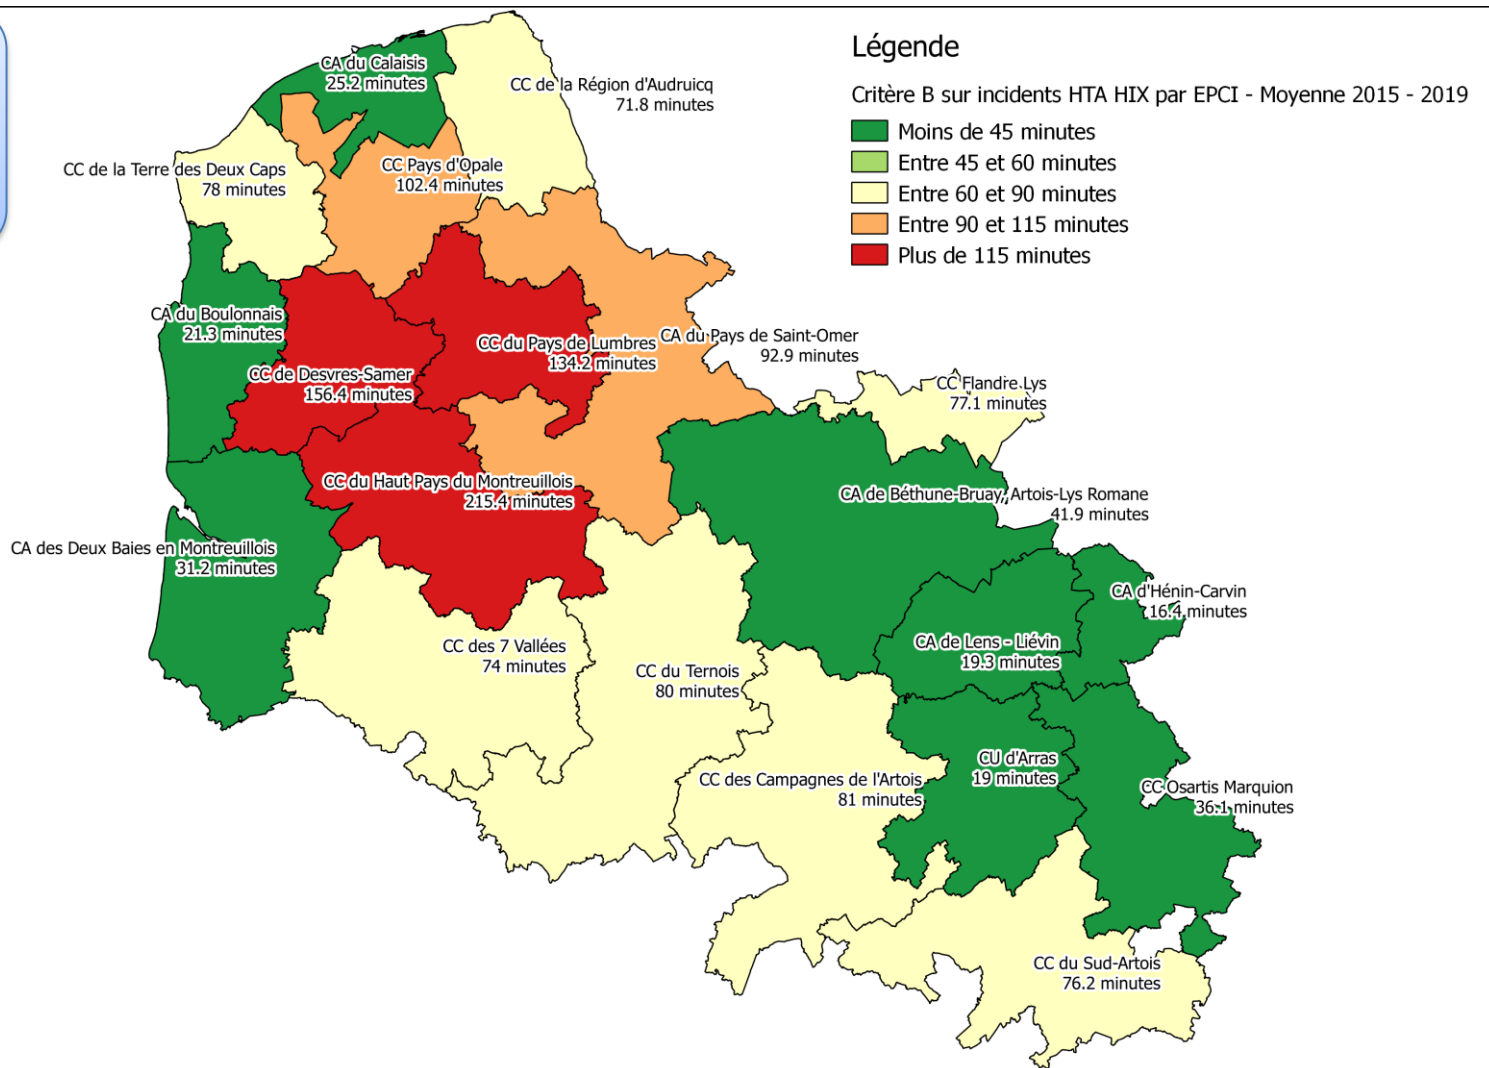 Légende
Critère B sur incidents HTA HIX par EPCI - Moyenne 2015 - 2019
Moins de 45 minutes
Entre 45 et 60 minutes
Entre 60 et 90 minutes
Entre 90 et 115 minutes
Plus de 115 minutes
CA du Calaisis
25.2 minutes
CC de la Région d'Audruicq
71.8 minutes
CC de la Terre des Deux Caps
78 minutes
CC Pays d'Opale
102.4 minutes
CA du Boulonnais
21.3 minutes
CC du Pays de Lumbres
134.2 minutes
CA du Pays de Saint-Omer
92.9 minutes
CC de Desvres-Samer
156.4 minutes
CC Flandre Lys
77.1 minutes
CC du Haut Pays du Montreuillois
215.4 minutes
CA de Béthune-Bruay, Artois-Lys Romane
41.9 minutes
CA des Deux Baies en Montreuillois
31.2 minutes
CA d'Hénin-Carvin
16.4 minutes
CC des 7 Vallées
74 minutes
CA de Lens - Liévin
19.3 minutes
CC du Ternois
80 minutes
CC des Campagnes de l'Artois
81 minutes
CU d'Arras
19 minutes
CC Osartis Marquion
36.1 minutes
CC du Sud-Artois
76.2 minutes